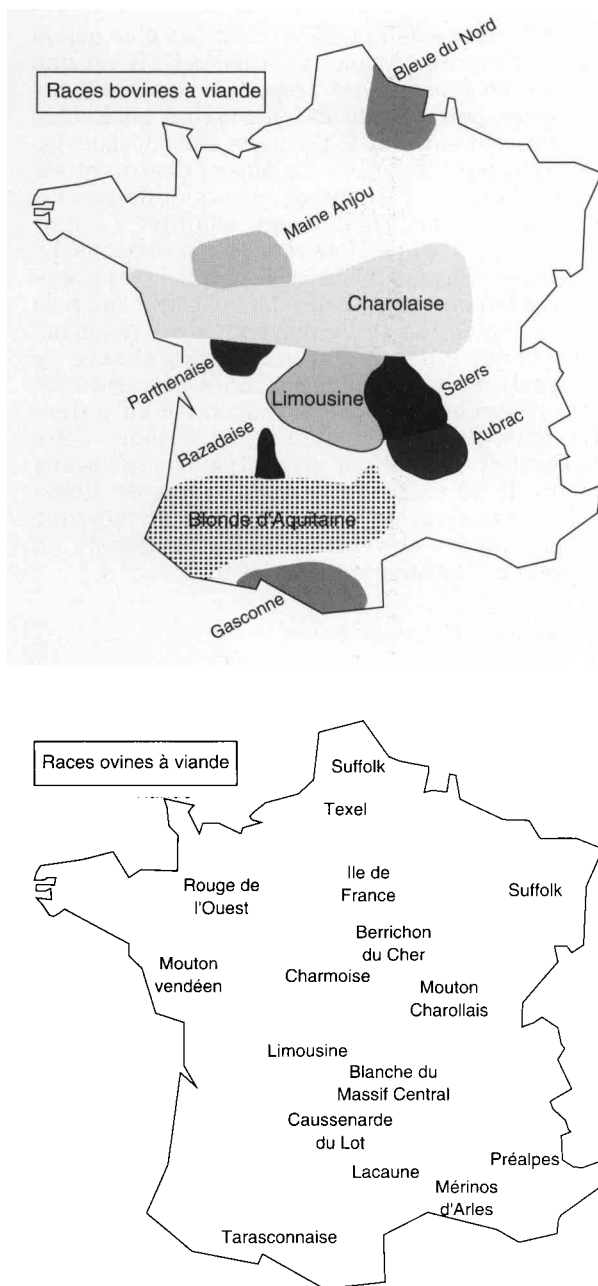 Races bovines à viande
Bleue du Nord
Maine Anjou
Charolaise
Parthenaise
Limousine
Salers
Aubrac
Bazadaise
Blonde d'Aquitaine
Gasconne
Races ovines à viande
Suffolk
Texel
Rouge de
l'Ouest
Ile de
France
Suffolk
Berrichon
du Cher
Mouton
vendéen
Charmoise
Mouton
Charollais
Limousine
Blanche du
Massif Central
Caussenarde
du Lot
Préalpes
Lacaune
Mérinos
d'Arles
Tarasconnaise